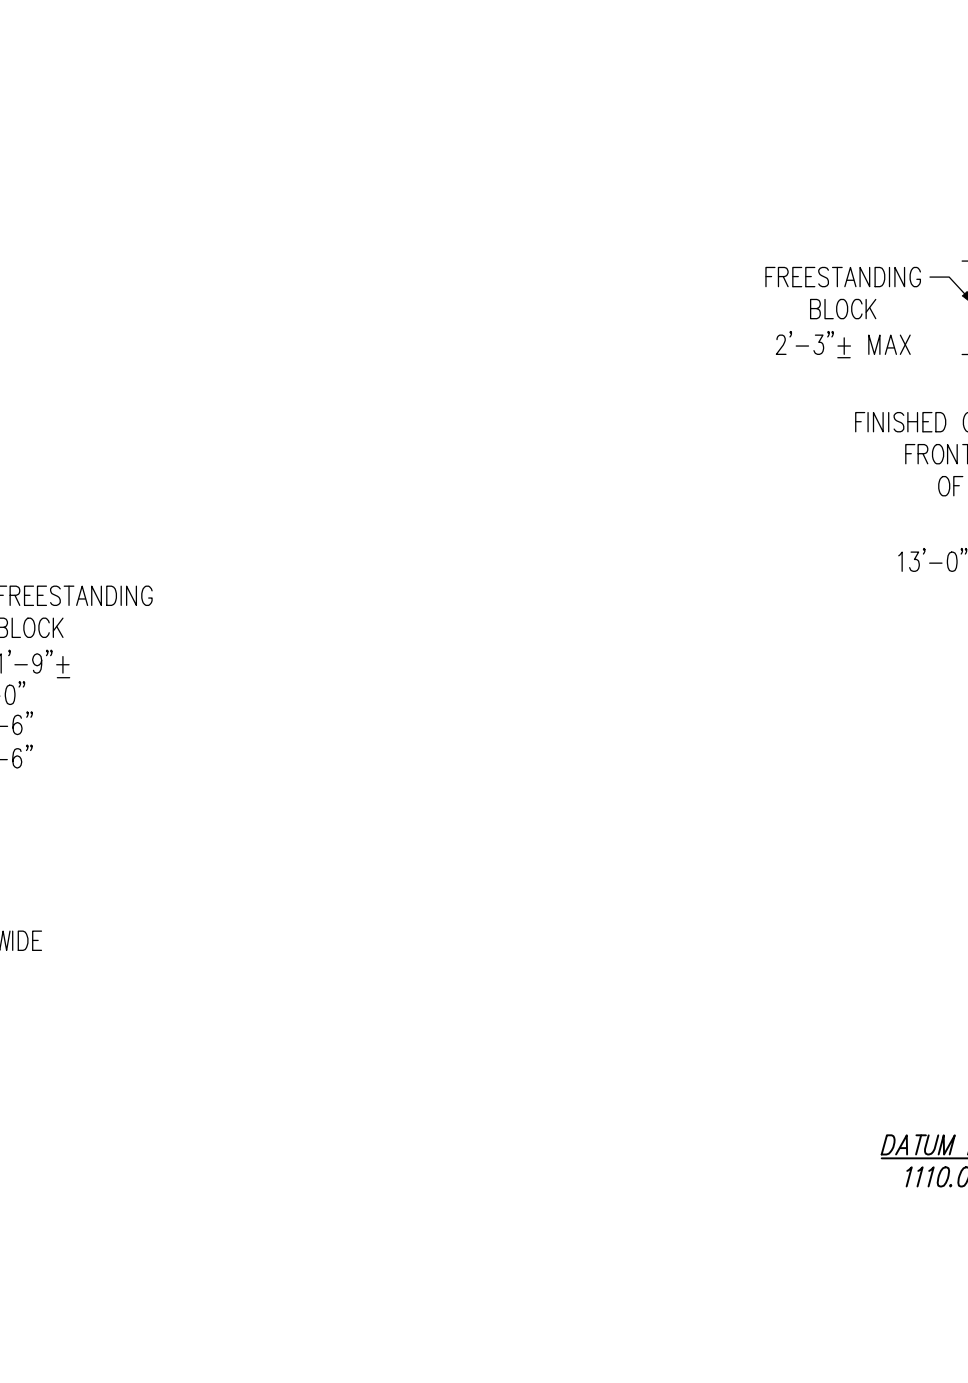 FREESTANDING
BLOCK
2'-3"± MAX
FINISHED
FRONT
OF
13'-0"
FREESTANDING
BLOCK
1'-9"±
-0"
-6"
-6"
WIDE
DATUM
1110.0